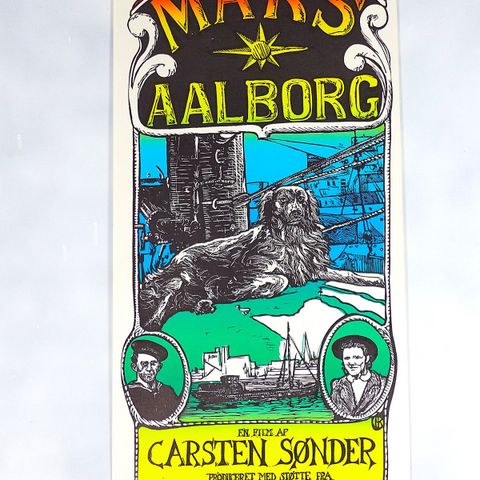 MARS'
AALBORG
EN FILM AF
CARSTEN SØNDER
PRODUCERET MED STØTTE FRA